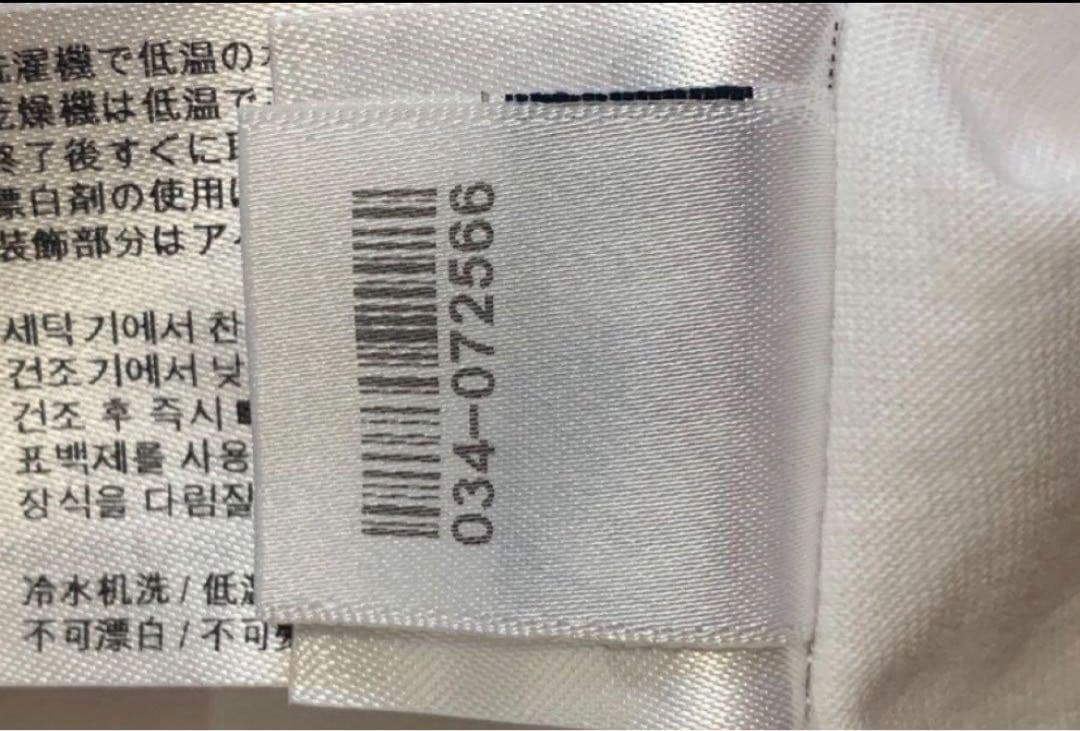 洗濯機で低温の
乾燥機は低温で
終了後すぐに
漂白剤の使用は
装飾部分はアイ
세탁기에서 찬
건조기에서 낮
건조 후 즉시
표백제를 사용
장식을 다림질
冷水机洗 / 低温
不可漂白 / 不可
034-072566